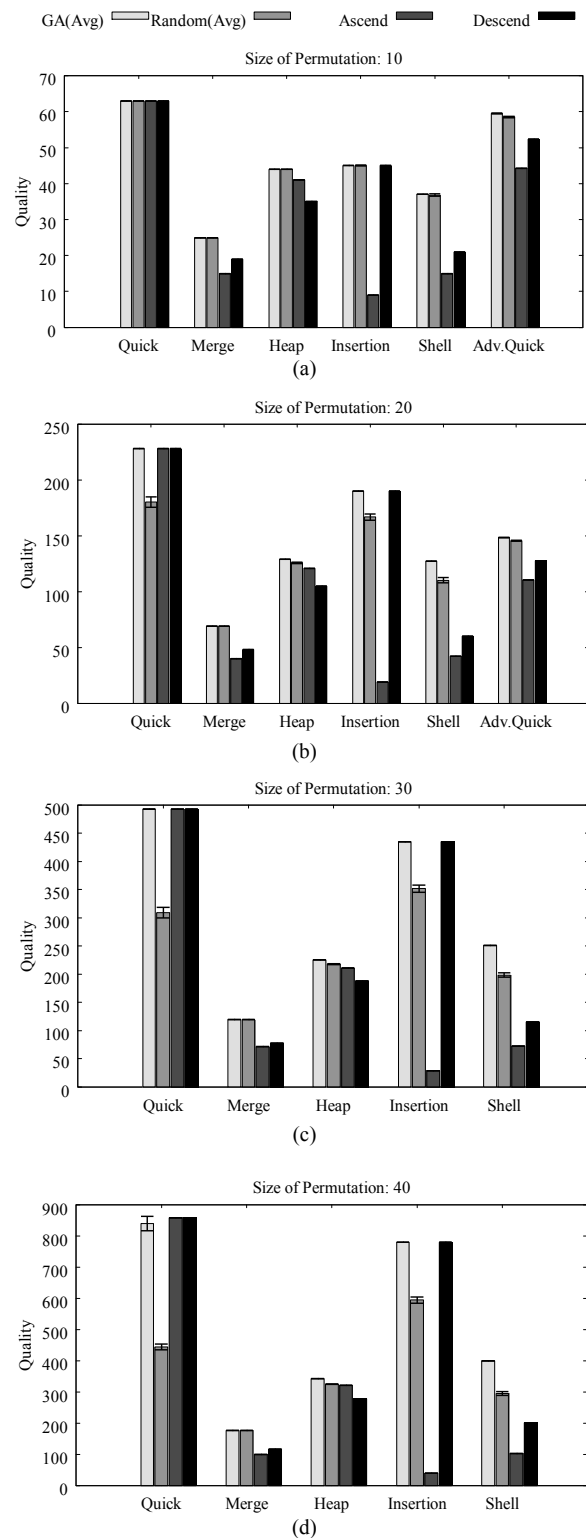 GA(Avg) Random(Avg) Ascend Descend
Size of Permutation: 10
70
60
50
40
30
20
10
0
Quality
Quick Merge Heap Insertion Shell Adv.Quick
(a)
Size of Permutation: 20
250
200
150
100
50
0
Quality
Quick Merge Heap Insertion Shell Adv.Quick
(b)
Size of Permutation: 30
500
450
400
350
300
250
200
150
100
50
0
Quality
Quick Merge Heap Insertion Shell
(c)
Size of Permutation: 40
900
800
700
600
500
400
300
200
100
0
Quality
Quick Merge Heap Insertion Shell
(d)